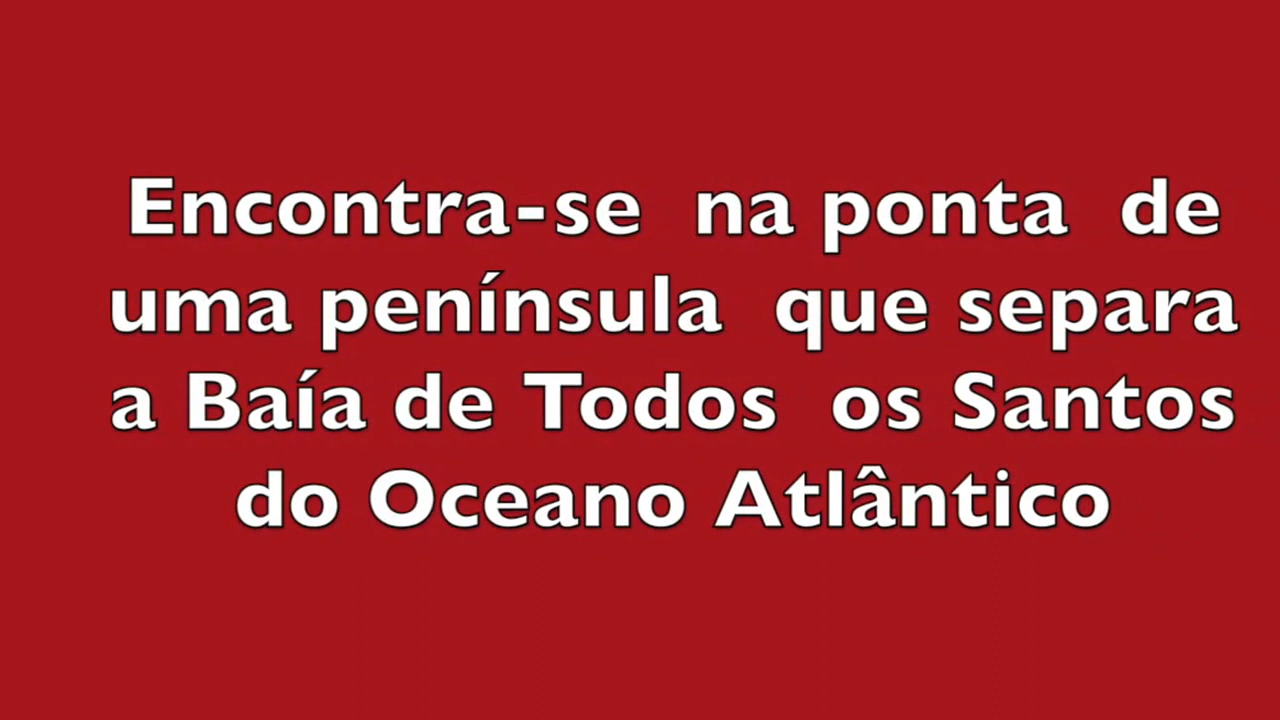 Encontra-se na ponta de
uma península que separa
a Baía de Todos os Santos
do Oceano Atlântico